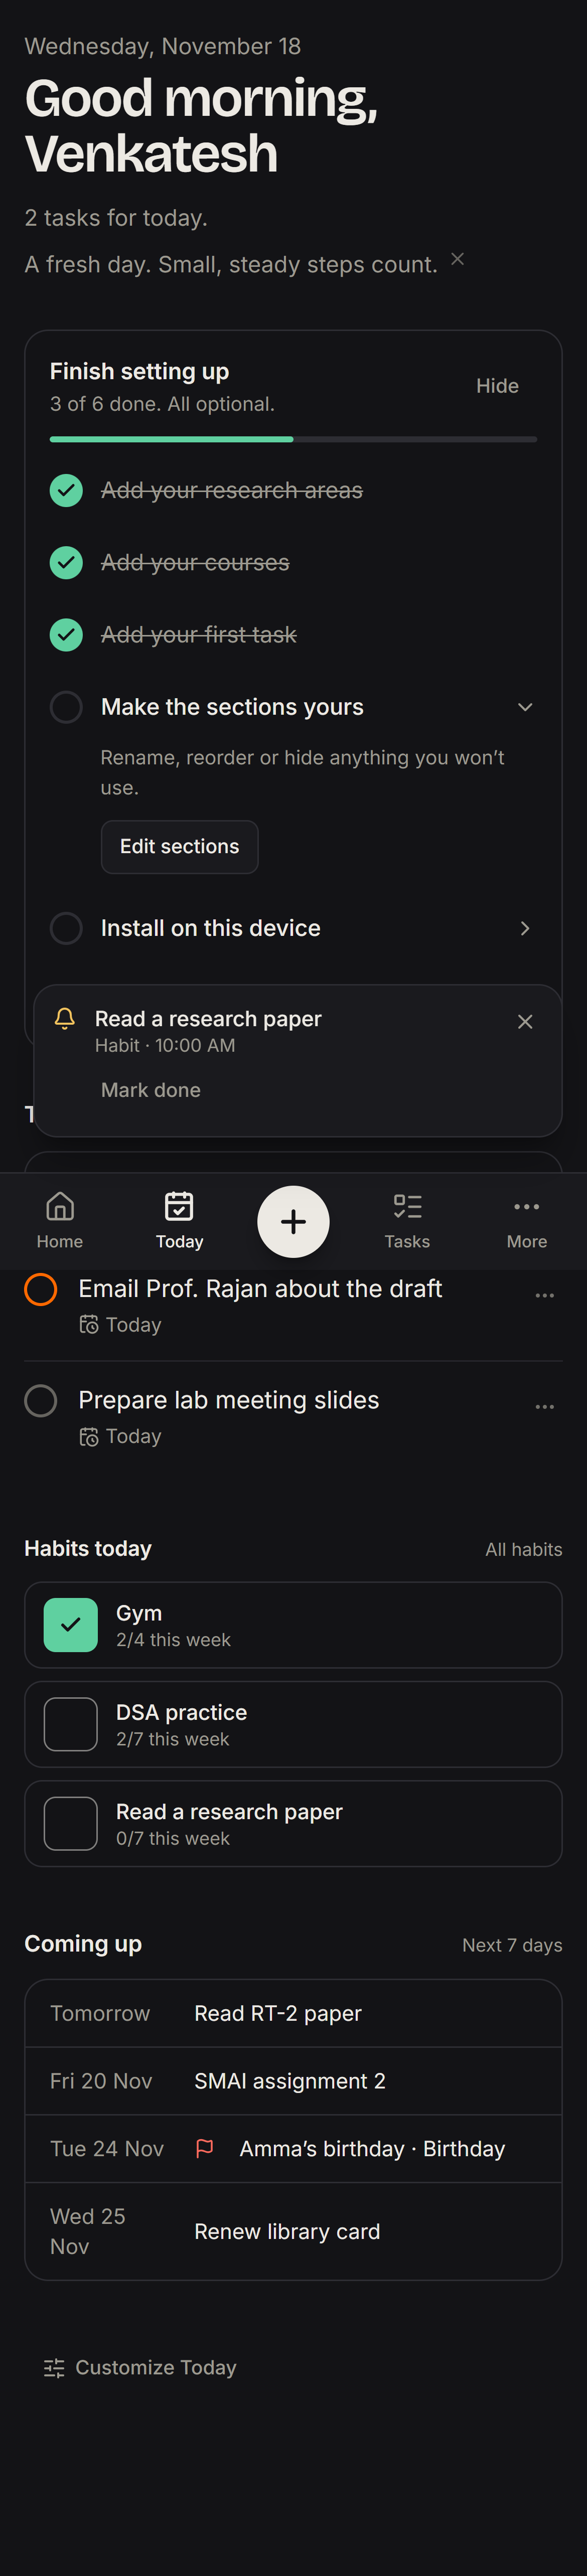 Wednesday, November 18
Good morning,
Venkatesh
2 tasks for today.
A fresh day. Small, steady steps count.
Finish setting up
Hide
3 of 6 done. All optional.
Add your research areas
Add your courses
Add your first task
Make the sections yours
Rename, reorder or hide anything you won’t
use.
Edit sections
Install on this device
Read a research paper
Habit · 10:00 AM
Mark done
Home
Today
Tasks
More
Email Prof. Rajan about the draft
Today
Prepare lab meeting slides
Today
Habits today
All habits
Gym
2/4 this week
DSA practice
2/7 this week
Read a research paper
0/7 this week
Coming up
Next 7 days
Tomorrow Read RT-2 paper
Fri 20 Nov SMAI assignment 2
Tue 24 Nov Amma’s birthday · Birthday
Wed 25
Nov
Renew library card
Customize Today